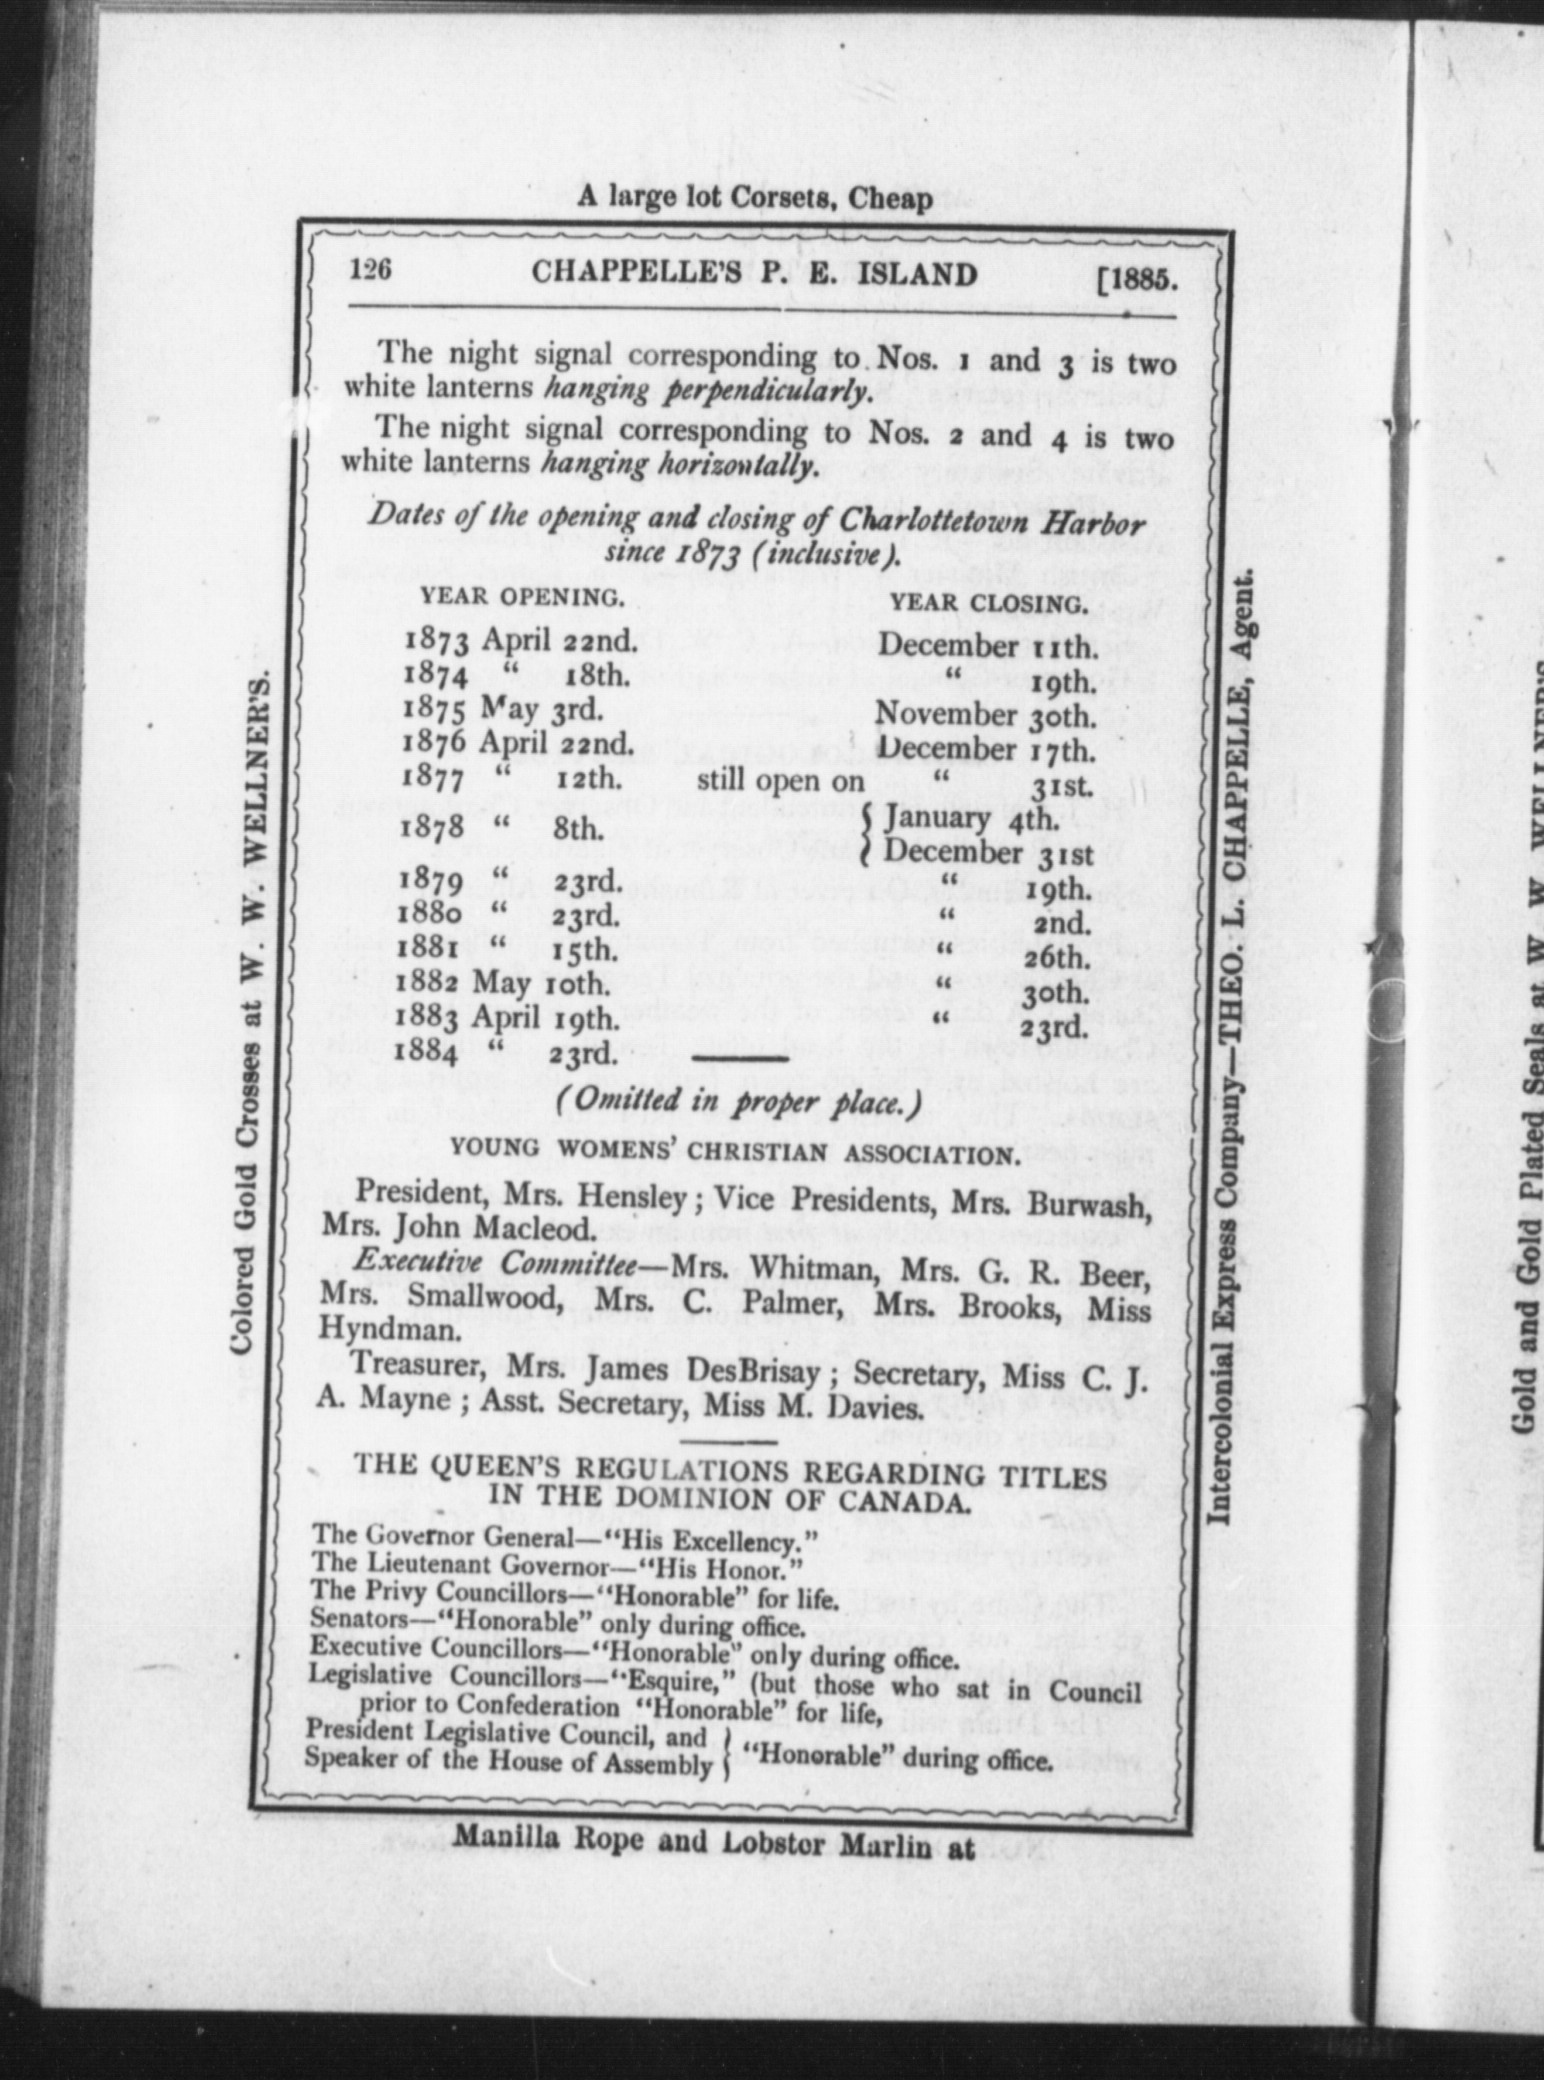 A large lot Corsets, Cheap
126 CHAPPELLE'S P. E. ISLAND [1885.
The night signal corresponding to Nos. 1 and 3 is two
white lanterns hanging perpendicularly.
The night signal corresponding to Nos. 2 and 4 is two
white lanterns hanging horizontally.
Dates of the opening and closing of Charlottetown Harbor
since 1873 (inclusive).
YEAR OPENING. YEAR CLOSING.
1873 April 22nd. December 11th.
1874 “ 18th. “ 19th.
1875 May 3rd. November 30th.
1876 April 22nd. December 17th.
1877 “ 12th. still open on “ 31st.
1878 “ 8th. { January 4th.
December 31st
1879 “ 23rd. “ 19th.
1880 “ 23rd. “ 2nd.
1881 “ 15th. “ 26th.
1882 May 10th. “ 30th.
1883 April 19th. “ 23rd.
1884 “ 23rd.
(Omitted in proper place.)
YOUNG WOMENS' CHRISTIAN ASSOCIATION.
President, Mrs. Hensley; Vice Presidents, Mrs. Burwash,
Mrs. John Macleod.
Executive Committee—Mrs. Whitman, Mrs. G. R. Beer,
Mrs. Smallwood, Mrs. C. Palmer, Mrs. Brooks, Miss
Hyndman.
Treasurer, Mrs. James DesBrisay; Secretary, Miss C. J.
A. Mayne; Asst. Secretary, Miss M. Davies.
THE QUEEN'S REGULATIONS REGARDING TITLES
IN THE DOMINION OF CANADA.
The Governor General—“His Excellency.”
The Lieutenant Governor—“His Honor.”
The Privy Councillors—“Honorable” for life.
Senators—“Honorable” only during office.
Executive Councillors—“Honorable” only during office.
Legislative Councillors—“Esquire,” (but those who sat in Council
prior to Confederation “Honorable” for life,
President Legislative Council, and
Speaker of the House of Assembly } “Honorable” during office.
Manilla Rope and Lobster Marlin at
Colored Gold Crosses at W. W. WELLNER'S.
Intercolonial Express Company—THEO. L. CHAPPELLE, Agent.
Gold and Gold Plated Seals at W. W. WELLNER'S